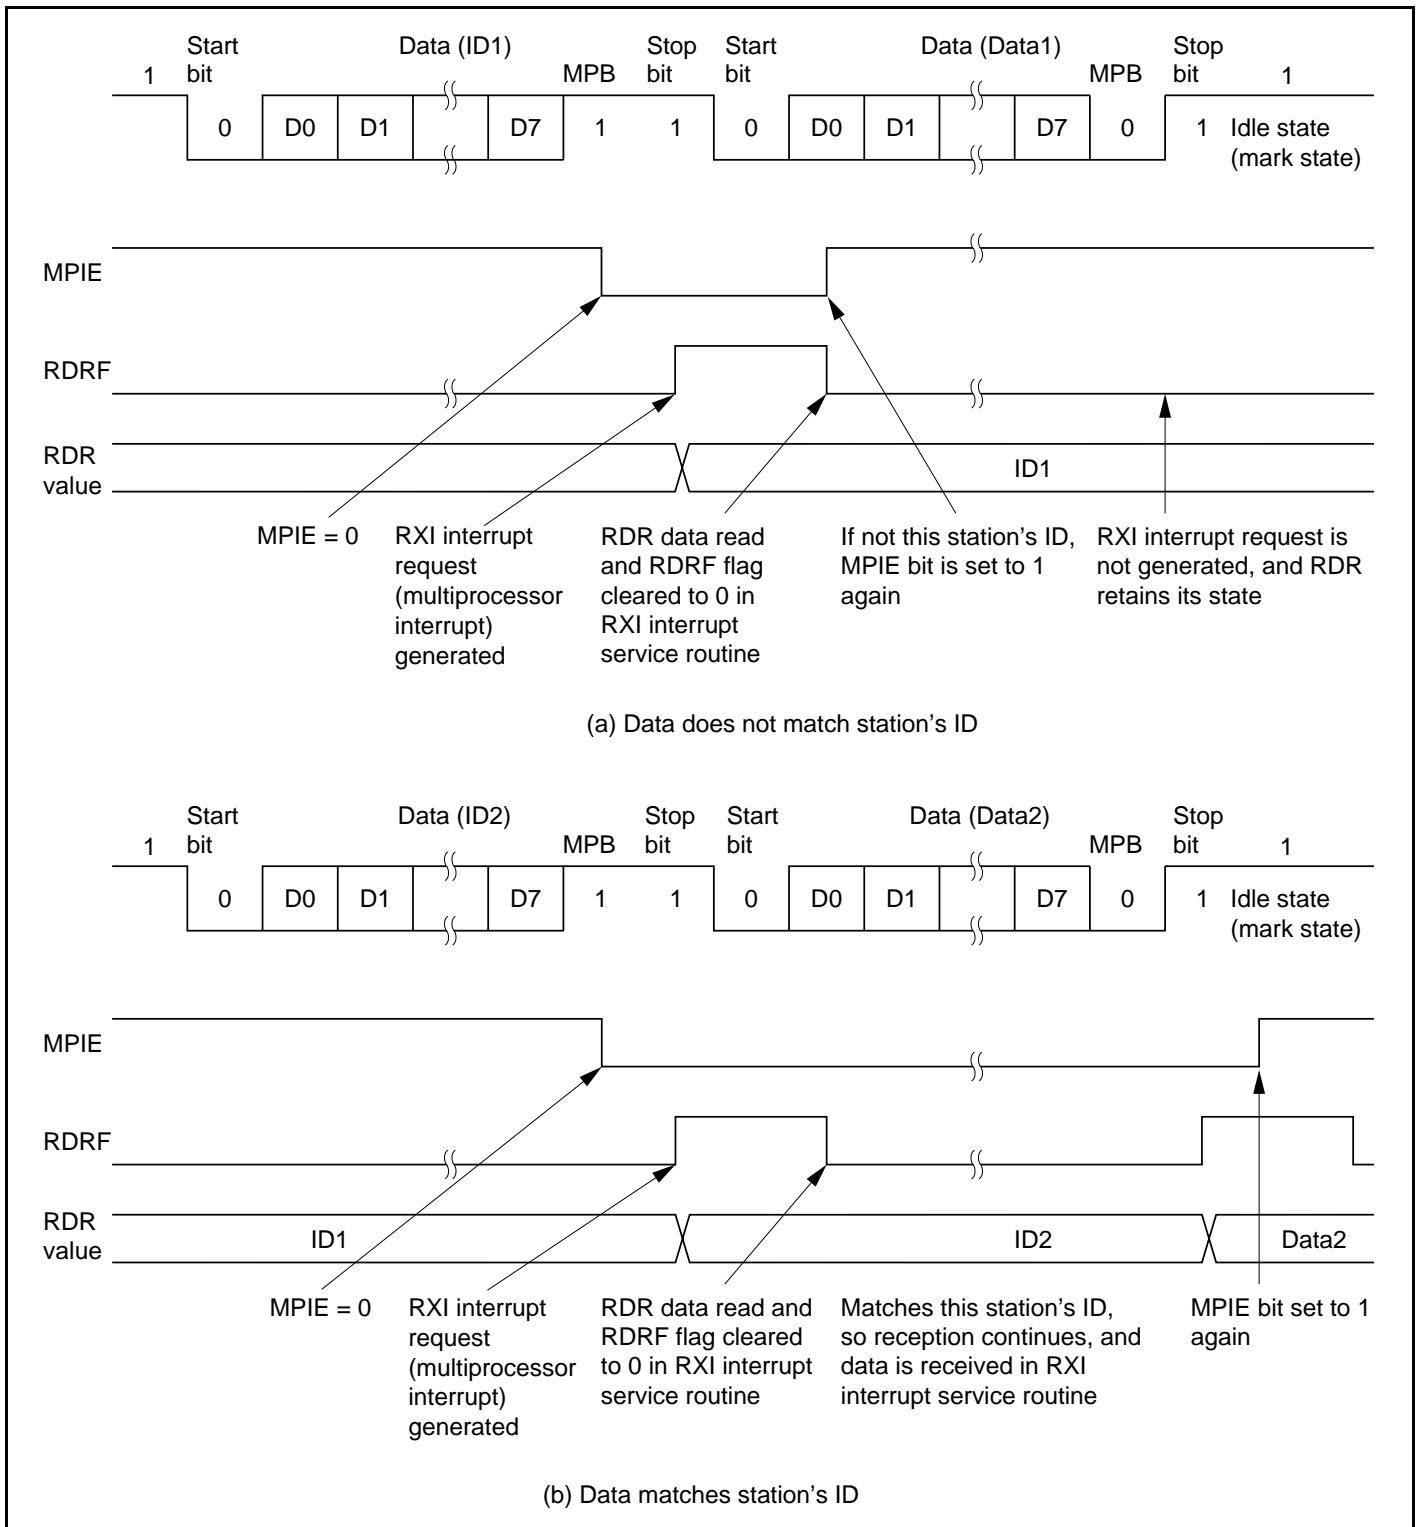 Start Data (ID1) Stop Start Data (Data1) Stop
1 bit MPB bit bit MPB bit 1
0 D0 D1 D7 1 1 0 D0 D1 D7 0 1 Idle state
(mark state)
MPIE
RDRF
RDR
value
ID1
MPIE = 0
RXI interrupt
request
(multiprocessor
interrupt)
generated
RDR data read
and RDRF flag
cleared to 0 in
RXI interrupt
service routine
If not this station's ID,
MPIE bit is set to 1
again
RXI interrupt request is
not generated, and RDR
retains its state
(a) Data does not match station's ID
Start Data (ID2) Stop Start Data (Data2) Stop
1 bit MPB bit bit MPB bit 1
0 D0 D1 D7 1 1 0 D0 D1 D7 0 1 Idle state
(mark state)
MPIE
RDRF
RDR
value
ID1 ID2 Data2
MPIE = 0
RXI interrupt
request
(multiprocessor
interrupt)
generated
RDR data read and
RDRF flag cleared
to 0 in RXI interrupt
service routine
Matches this station's ID,
so reception continues, and
data is received in RXI
interrupt service routine
MPIE bit set to 1
again
(b) Data matches station's ID